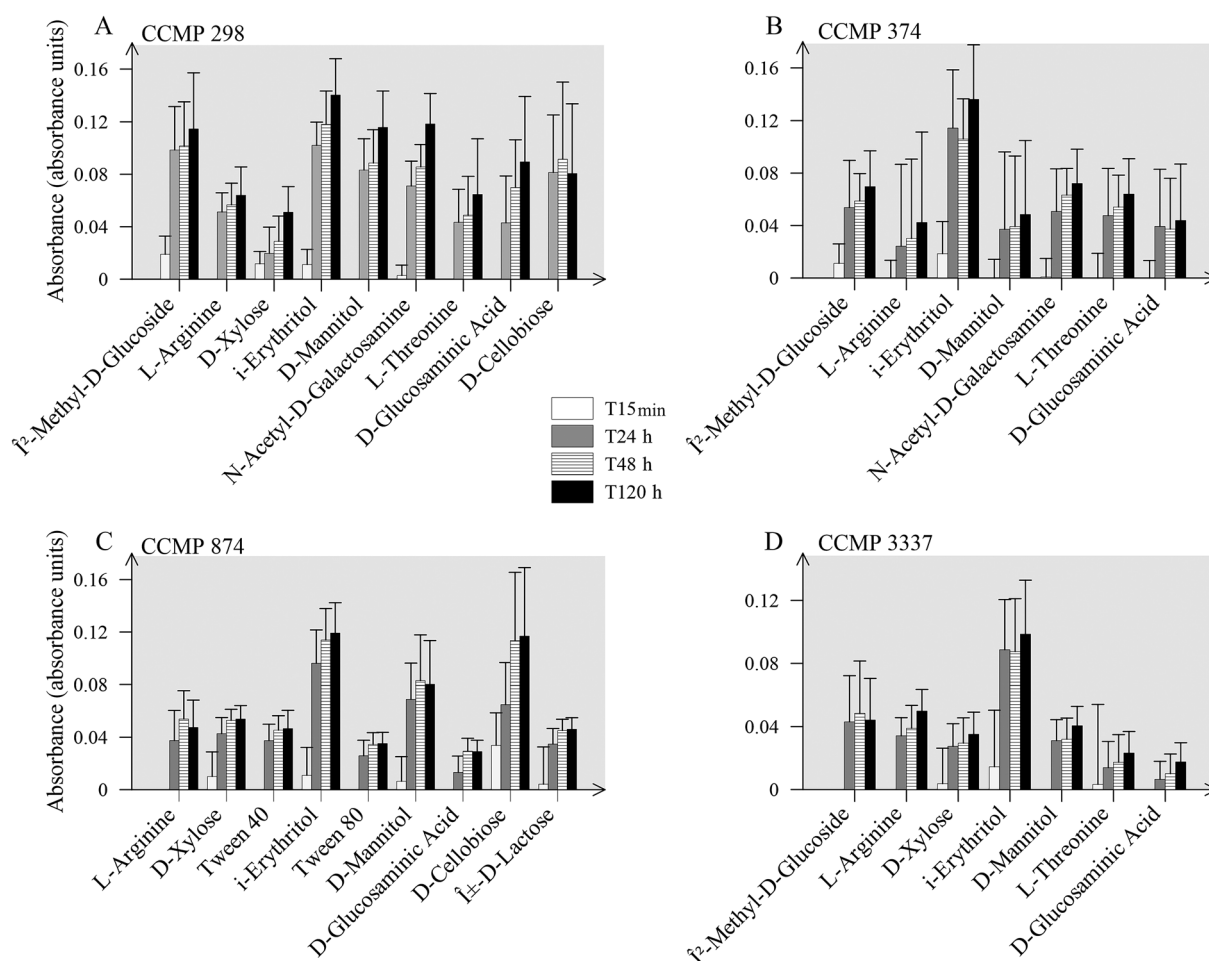 A
CCMP 298
Absorbance (absorbance units)
0.16
0.12
0.08
0.04
0
Î²-Methyl-D-Glucoside
L-Arginine
D-Xylose
i-Erythritol
D-Mannitol
N-Acetyl-D-Galactosamine
L-Threonine
D-Glucosaminic Acid
D-Cellobiose
B
CCMP 374
0.16
0.12
0.08
0.04
0
Î²-Methyl-D-Glucoside
L-Arginine
i-Erythritol
D-Mannitol
N-Acetyl-D-Galactosamine
L-Threonine
D-Glucosaminic Acid
T15min
T24 h
T48 h
T120 h
C
CCMP 874
Absorbance (absorbance units)
0.16
0.12
0.08
0.04
0
L-Arginine
D-Xylose
Tween 40
i-Erythritol
Tween 80
D-Mannitol
D-Glucosaminic Acid
D-Cellobiose
Î±-D-Lactose
D
CCMP 3337
0.12
0.08
0.04
0
Î²-Methyl-D-Glucoside
L-Arginine
D-Xylose
i-Erythritol
D-Mannitol
L-Threonine
D-Glucosaminic Acid